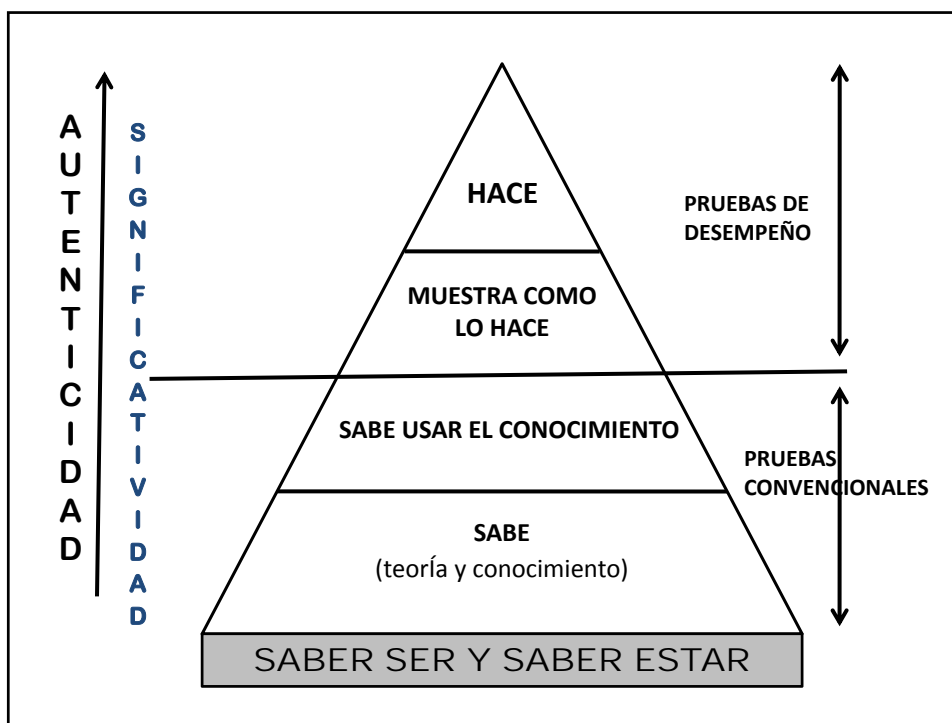 AUTENTICIDAD
SIGNIFICATIVIDAD
HACE
MUESTRA COMO
LO HACE
SABE USAR EL CONOCIMIENTO
SABE
(teoría y conocimiento)
SABER SER Y SABER ESTAR
PRUEBAS DE
DESEMPEÑO
PRUEBAS
CONVENCIONALES